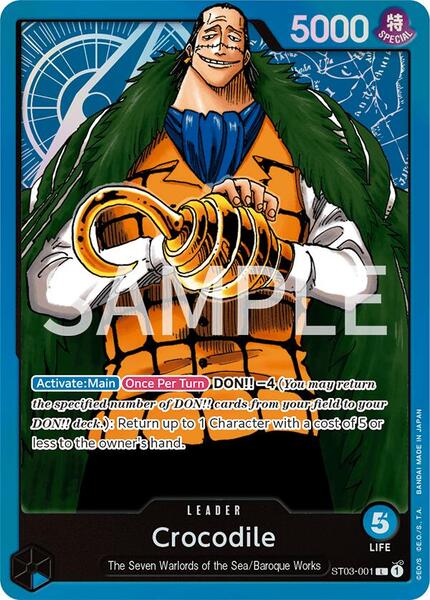 5000 特
SPECIAL
SAMPLE
Activate:Main Once Per Turn DON!! −4 (You may return
the specified number of DON!! cards from your field to your
DON!! deck.): Return up to 1 Character with a cost of 5 or
less to the owner's hand.
LEADER
Crocodile
The Seven Warlords of the Sea/Baroque Works
5
LIFE
ST03-001 L 1
©E.O./S ©E.O./S., T.A. BANDAI MADE IN JAPAN